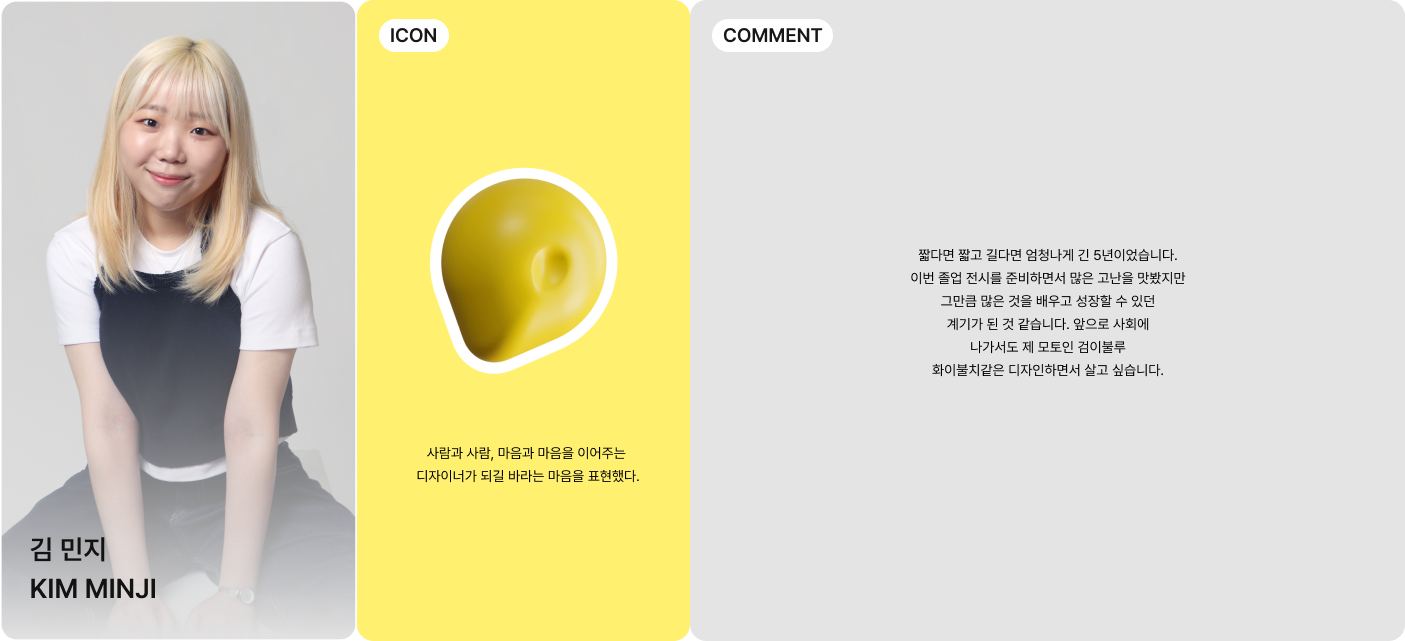 김 민지
KIM MINJI
ICON
사람과 사람, 마음과 마음을 이어주는
디자이너가 되길 바라는 마음을 표현했다.
COMMENT
짧다면 짧고 길다면 엄청나게 긴 5년이었습니다.
이번 졸업 전시를 준비하면서 많은 고난을 맛봤지만
그만큼 많은 것을 배우고 성장할 수 있던
계기가 된 것 같습니다. 앞으로 사회에
나가서도 제 모토인 검이불루
화이불치같은 디자인하면서 살고 싶습니다.